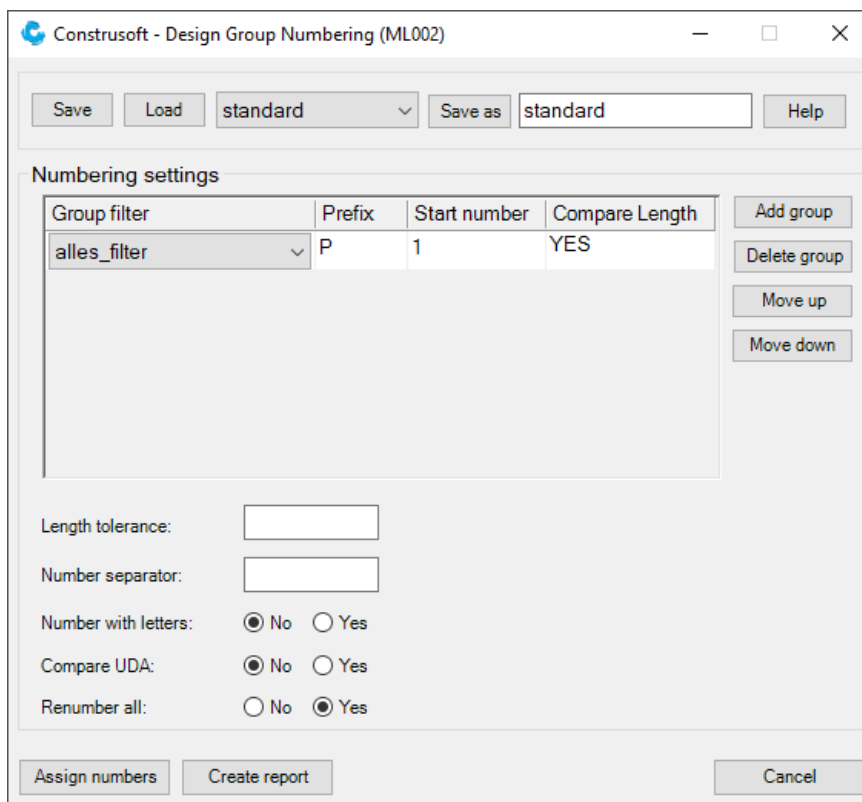 Construsoft - Design Group Numbering (ML002)
Save Load standard Save as standard Help
Numbering settings
Group filter Prefix Start number Compare Length Add group
alles_filter P 1 YES Delete group
Move up
Move down
Length tolerance:
Number separator:
Number with letters: No Yes
Compare UDA: No Yes
Renumber all: No Yes
Assign numbers Create report Cancel